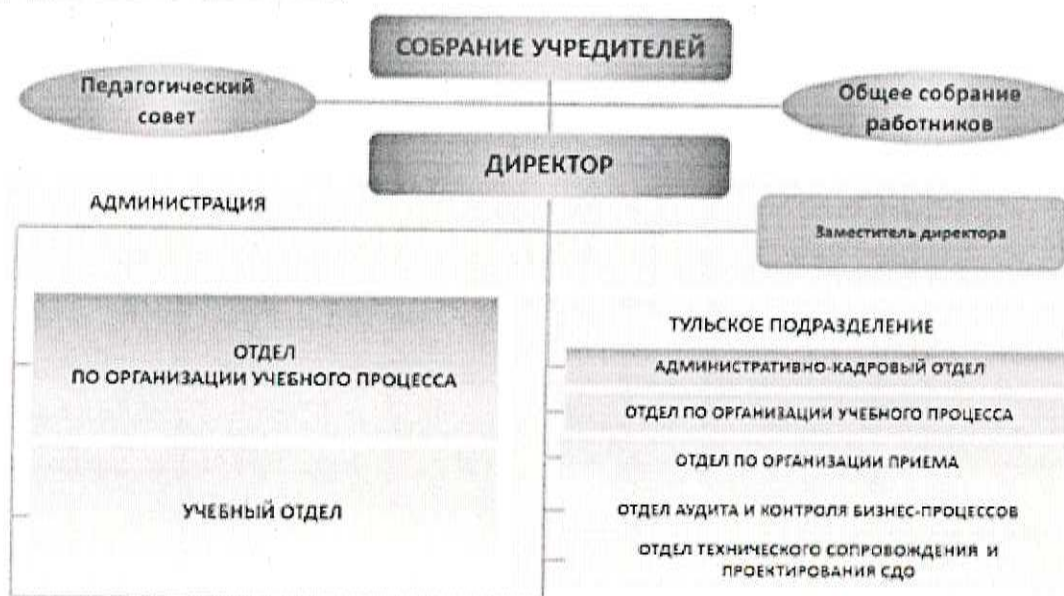 СОБРАНИЕ УЧРЕДИТЕЛЕЙ
Педагогический
совет
Общее собрание
работников
ДИРЕКТОР
АДМИНИСТРАЦИЯ
Заместитель директора
ОТДЕЛ
ПО ОРГАНИЗАЦИИ УЧЕБНОГО ПРОЦЕССА
УЧЕБНЫЙ ОТДЕЛ
ТУЛЬСКОЕ ПОДРАЗДЕЛЕНИЕ
АДМИНИСТРАТИВНО-КАДРОВЫЙ ОТДЕЛ
ОТДЕЛ ПО ОРГАНИЗАЦИИ УЧЕБНОГО ПРОЦЕССА
ОТДЕЛ ПО ОРГАНИЗАЦИИ ПРИЕМА
ОТДЕЛ АУДИТА И КОНТРОЛЯ БИЗНЕС-ПРОЦЕССОВ
ОТДЕЛ ТЕХНИЧЕСКОГО СОПРОВОЖДЕНИЯ И
ПРОЕКТИРОВАНИЯ СДО